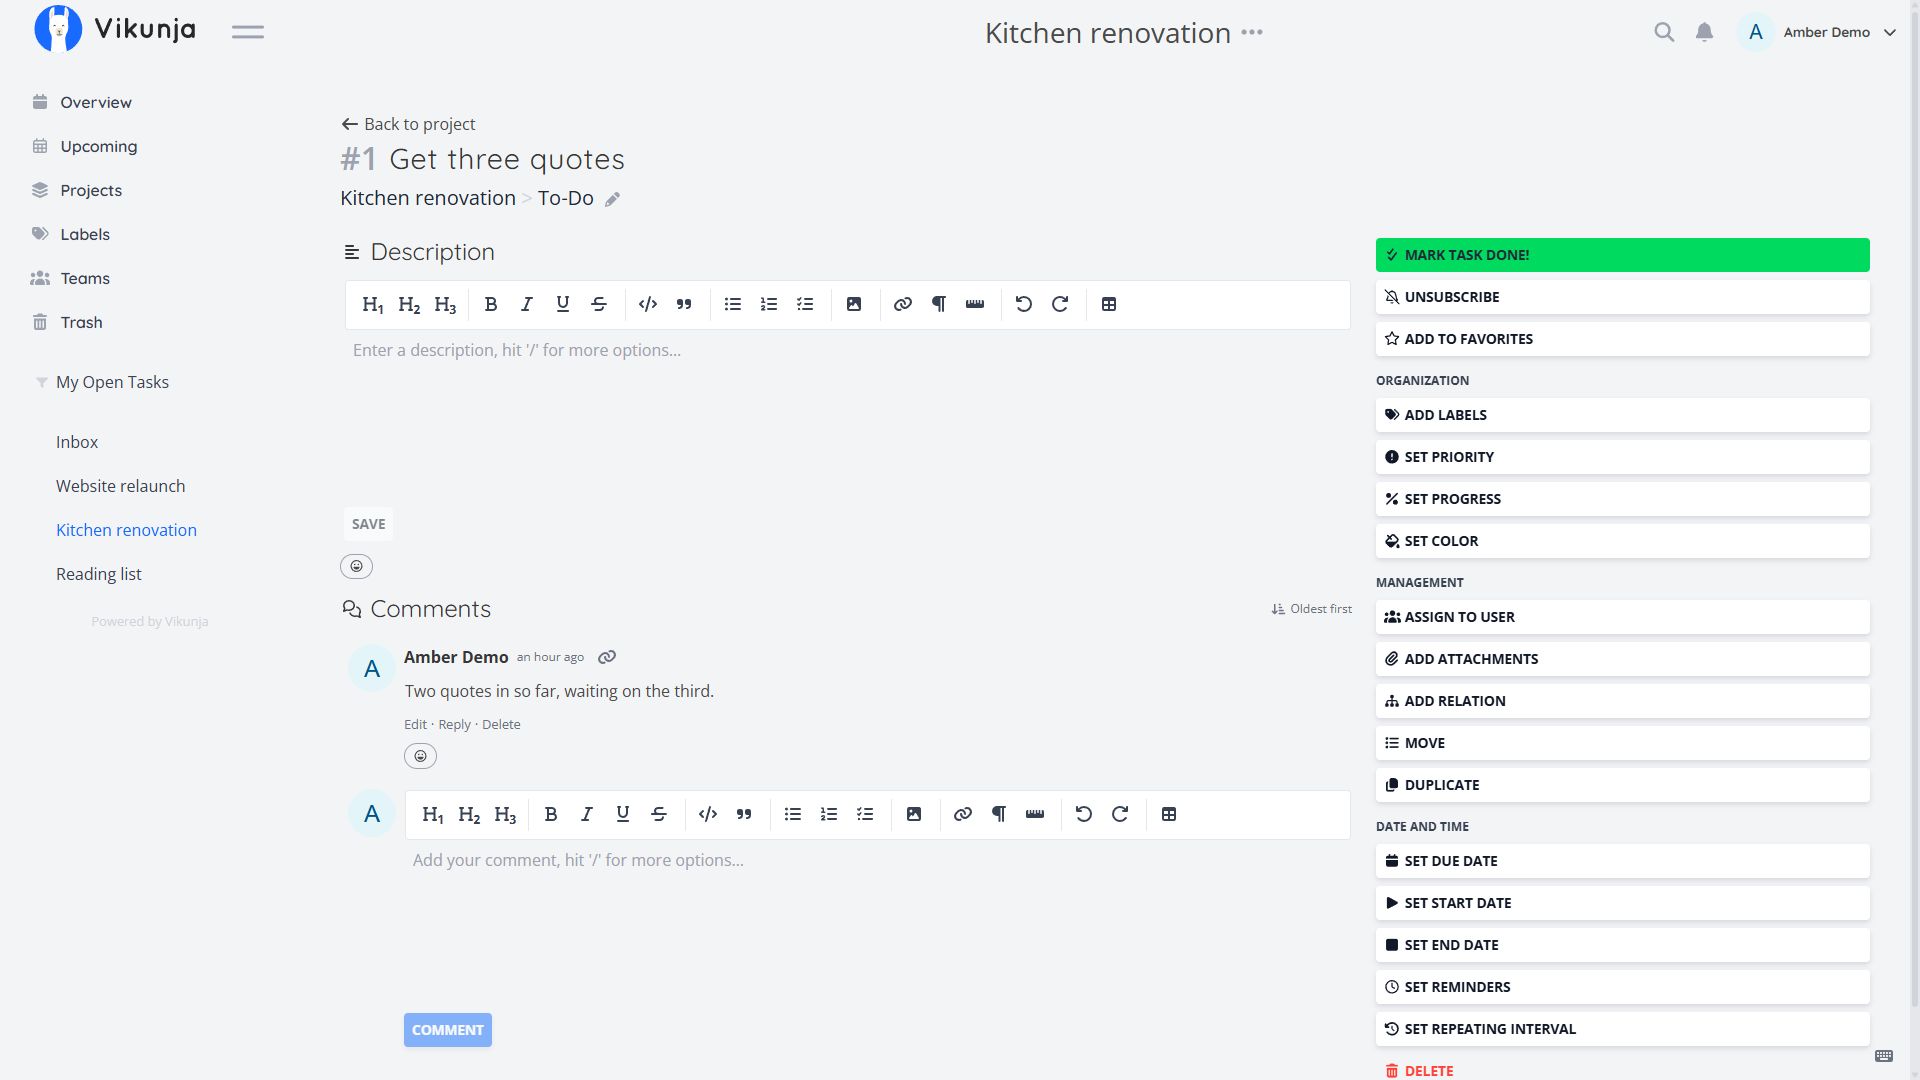 Vikunja
Kitchen renovation
A
Amber Demo
Overview
Upcoming
Projects
Labels
Teams
Trash
My Open Tasks
Inbox
Website relaunch
Kitchen renovation
Reading list
Powered by Vikunja
Back to project
#1 Get three quotes
Kitchen renovation > To-Do
Description
H1 H2 H3 B I U S
Enter a description, hit '/' for more options...
SAVE
Comments
Oldest first
A
Amber Demo an hour ago
Two quotes in so far, waiting on the third.
Edit · Reply · Delete
A
H1 H2 H3 B I U S
Add your comment, hit '/' for more options...
COMMENT
MARK TASK DONE!
UNSUBSCRIBE
ADD TO FAVORITES
ORGANIZATION
ADD LABELS
SET PRIORITY
SET PROGRESS
SET COLOR
MANAGEMENT
ASSIGN TO USER
ADD ATTACHMENTS
ADD RELATION
MOVE
DUPLICATE
DATE AND TIME
SET DUE DATE
SET START DATE
SET END DATE
SET REMINDERS
SET REPEATING INTERVAL
DELETE